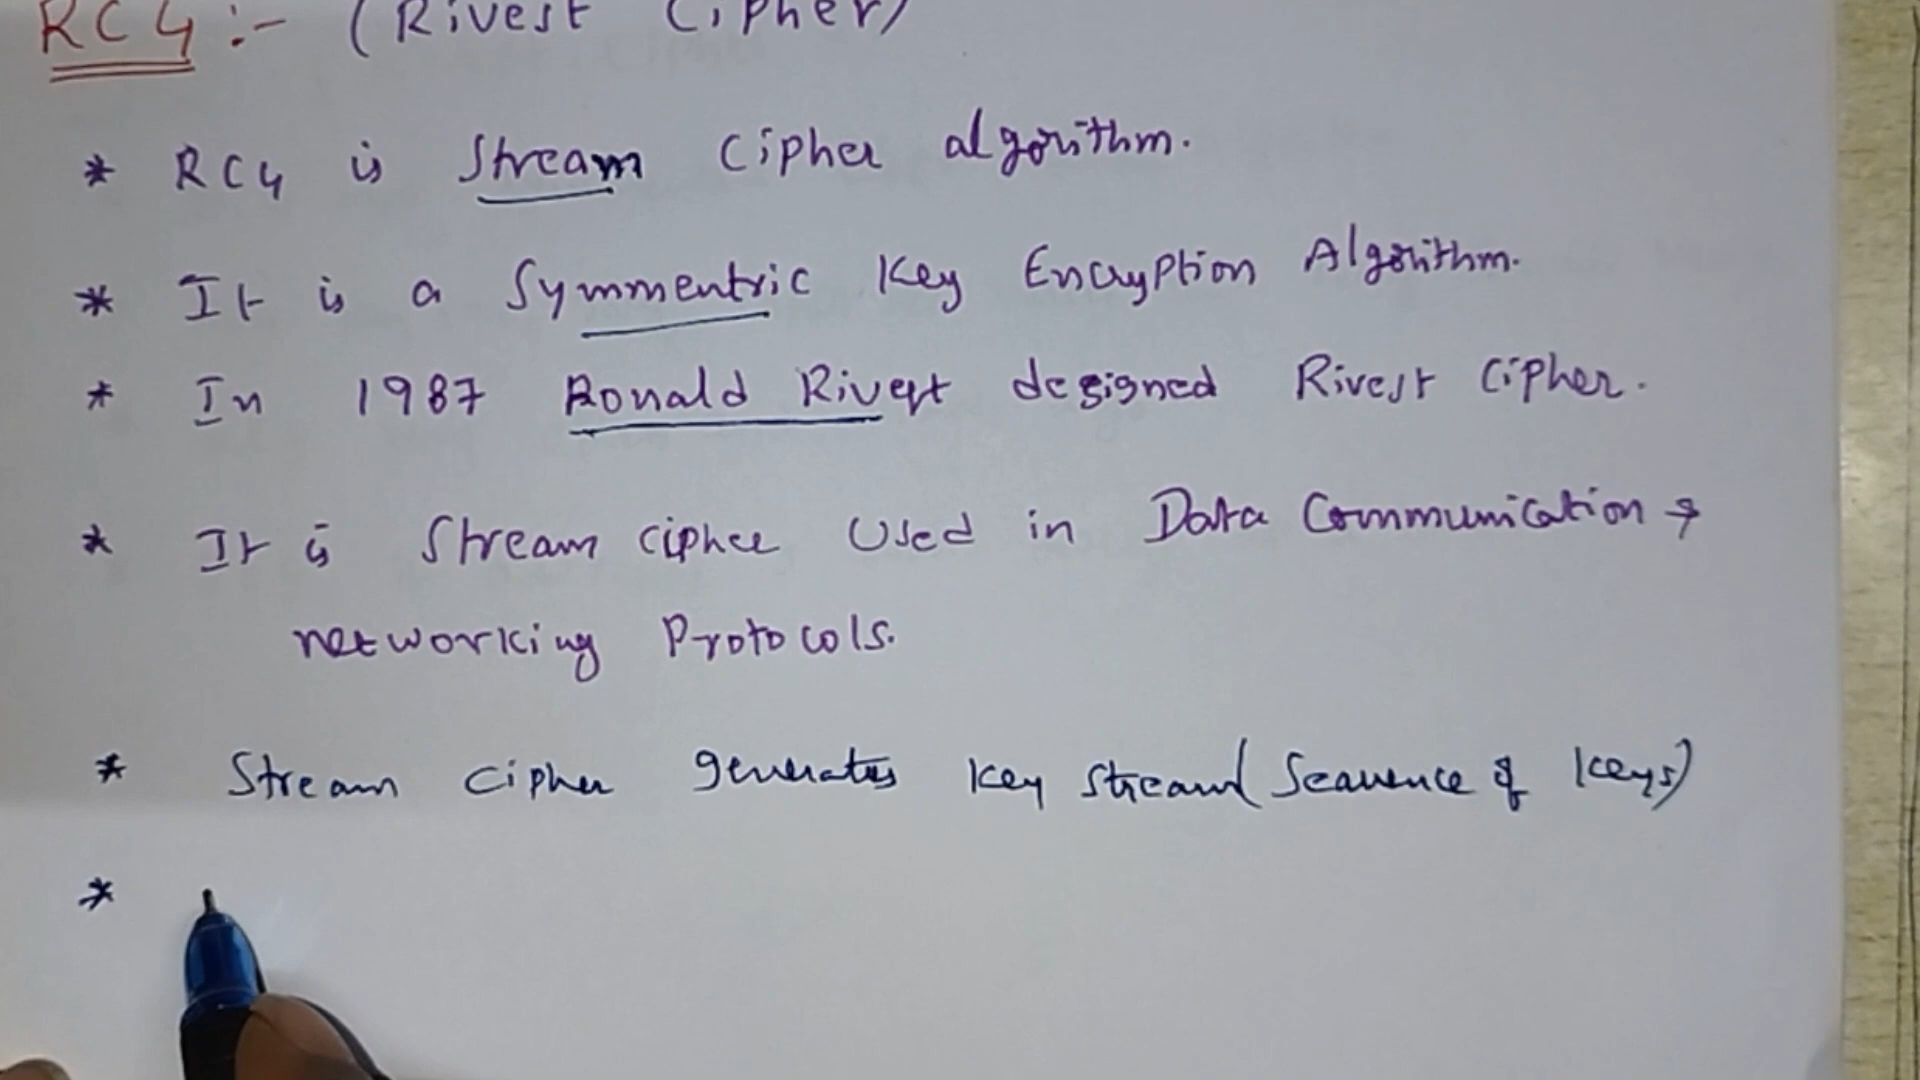 RC4 :- (Rivest Cipher)
* RC4 is Stream Cipher algorithm.
* It is a Symmentric Key Encryption Algorithm.
* In 1987 Ronald Rivest designed Rivest Cipher.
* It is Stream cipher Used in Data Communication &
networking Protocols.
* Stream cipher generates key stream (Seauence of keys)
*